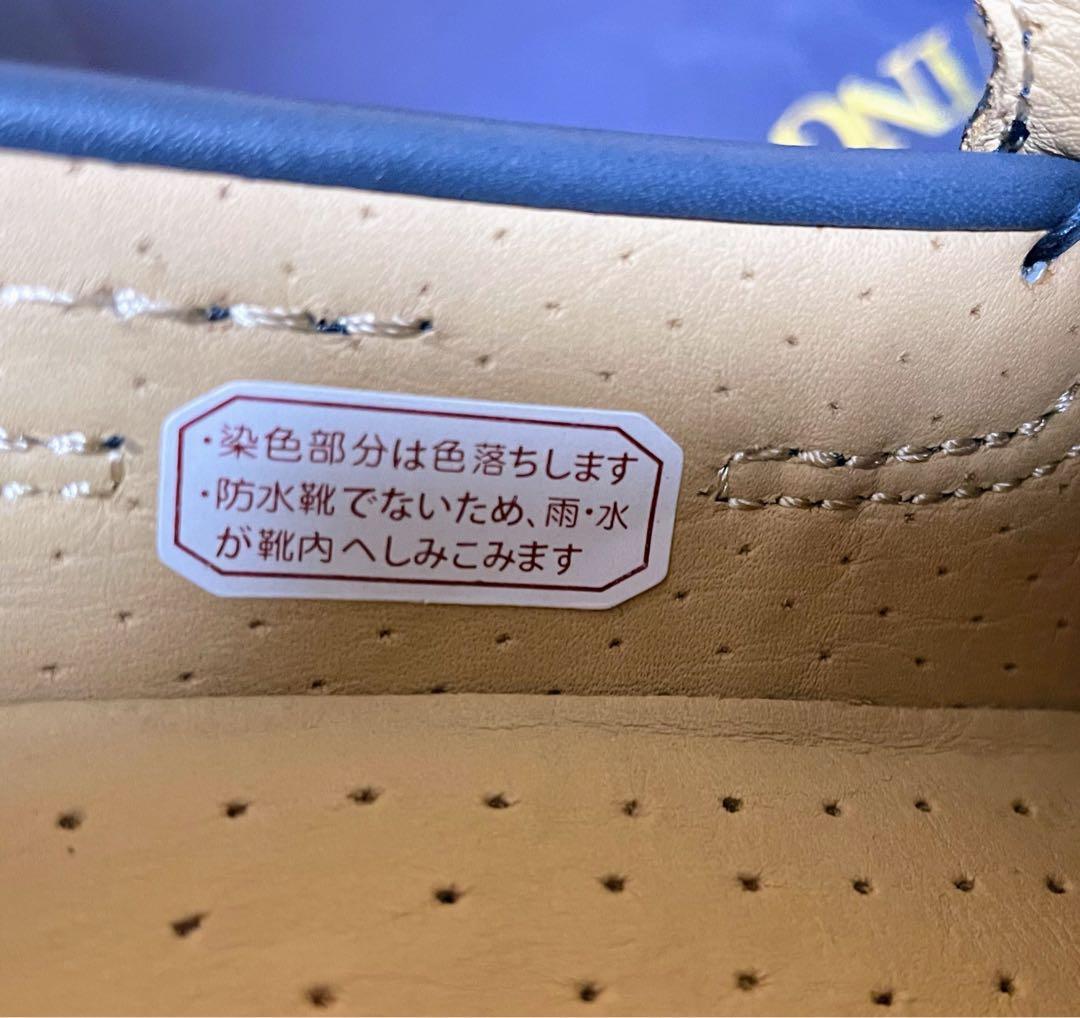 ING
・染色部分は色落ちします
・防水靴でないため、雨・水
が靴内へしみこみます